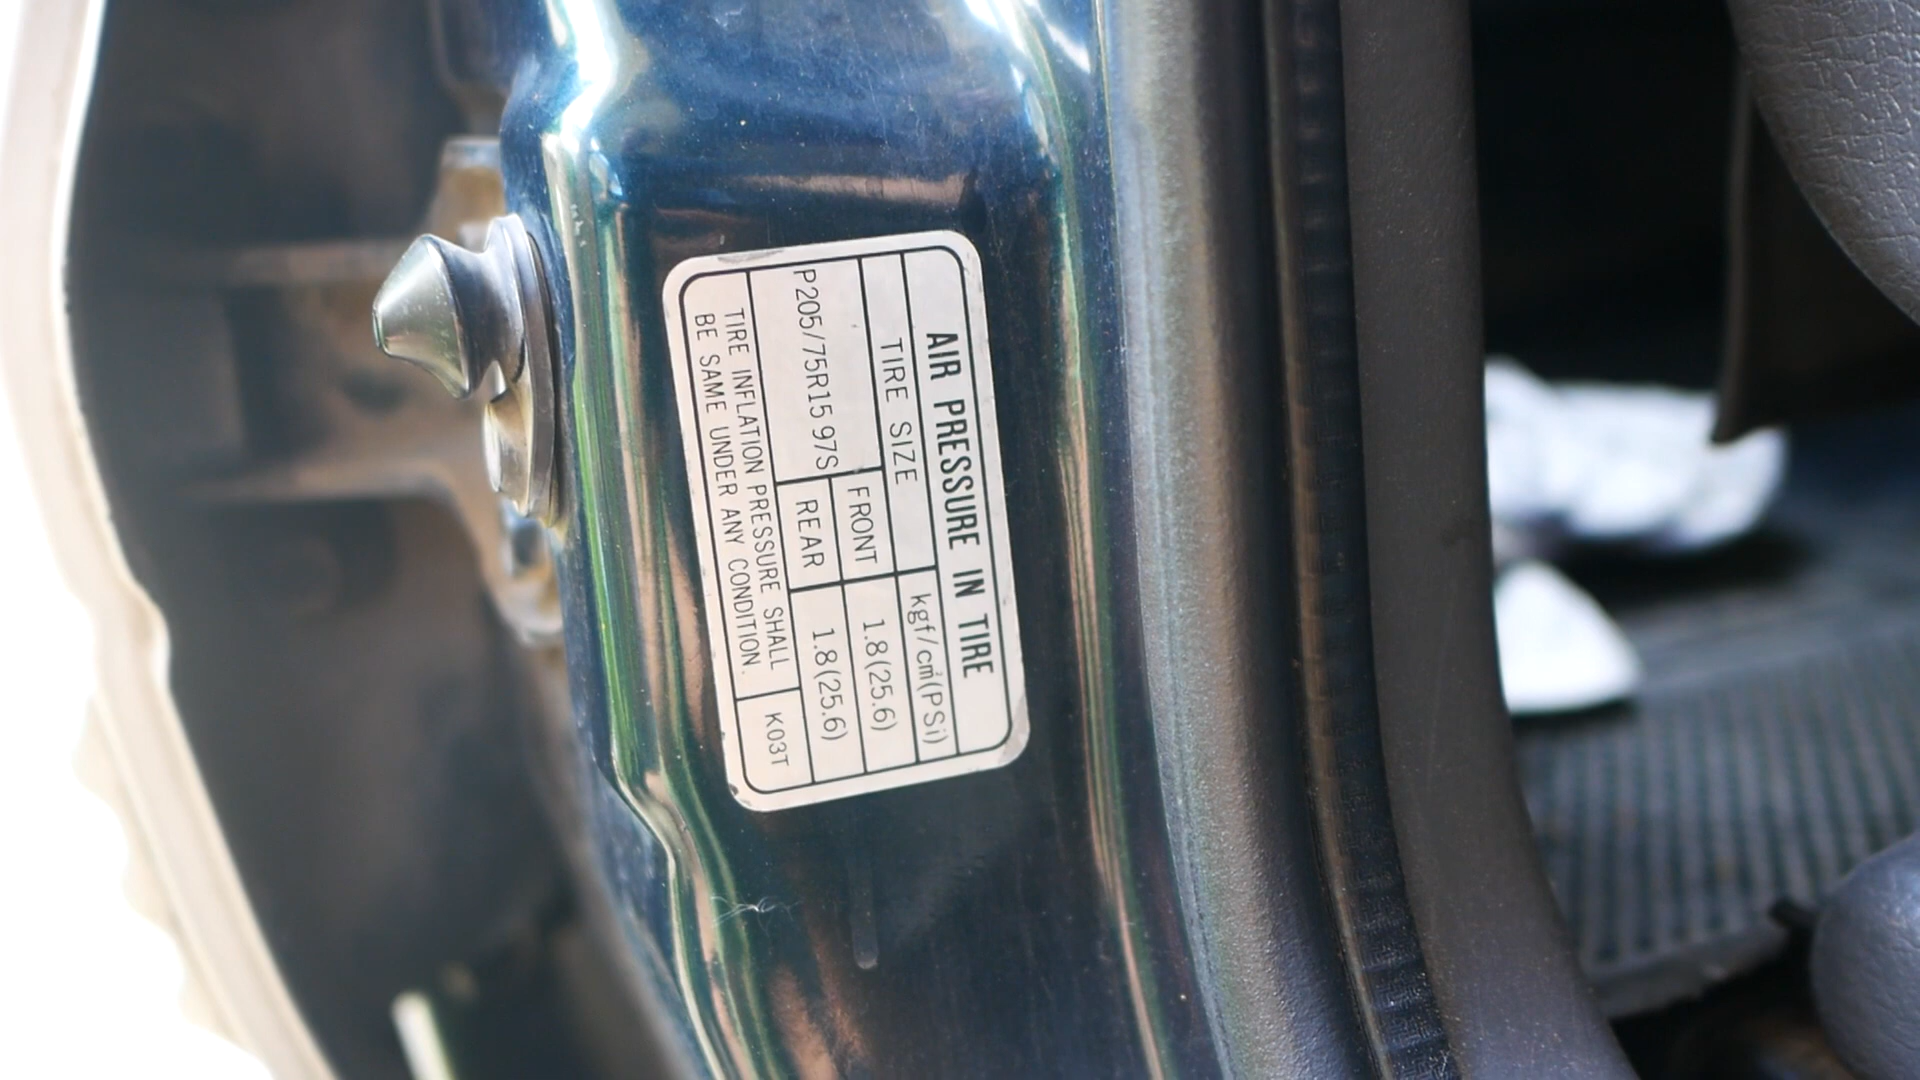 AIR PRESSURE IN TIRE
TIRE SIZE kgf/cm²(PSi)
P205/75R15 97S FRONT 1.8(25.6)
REAR 1.8(25.6)
TIRE INFLATION PRESSURE SHALL
BE SAME UNDER ANY CONDITION.
K03T